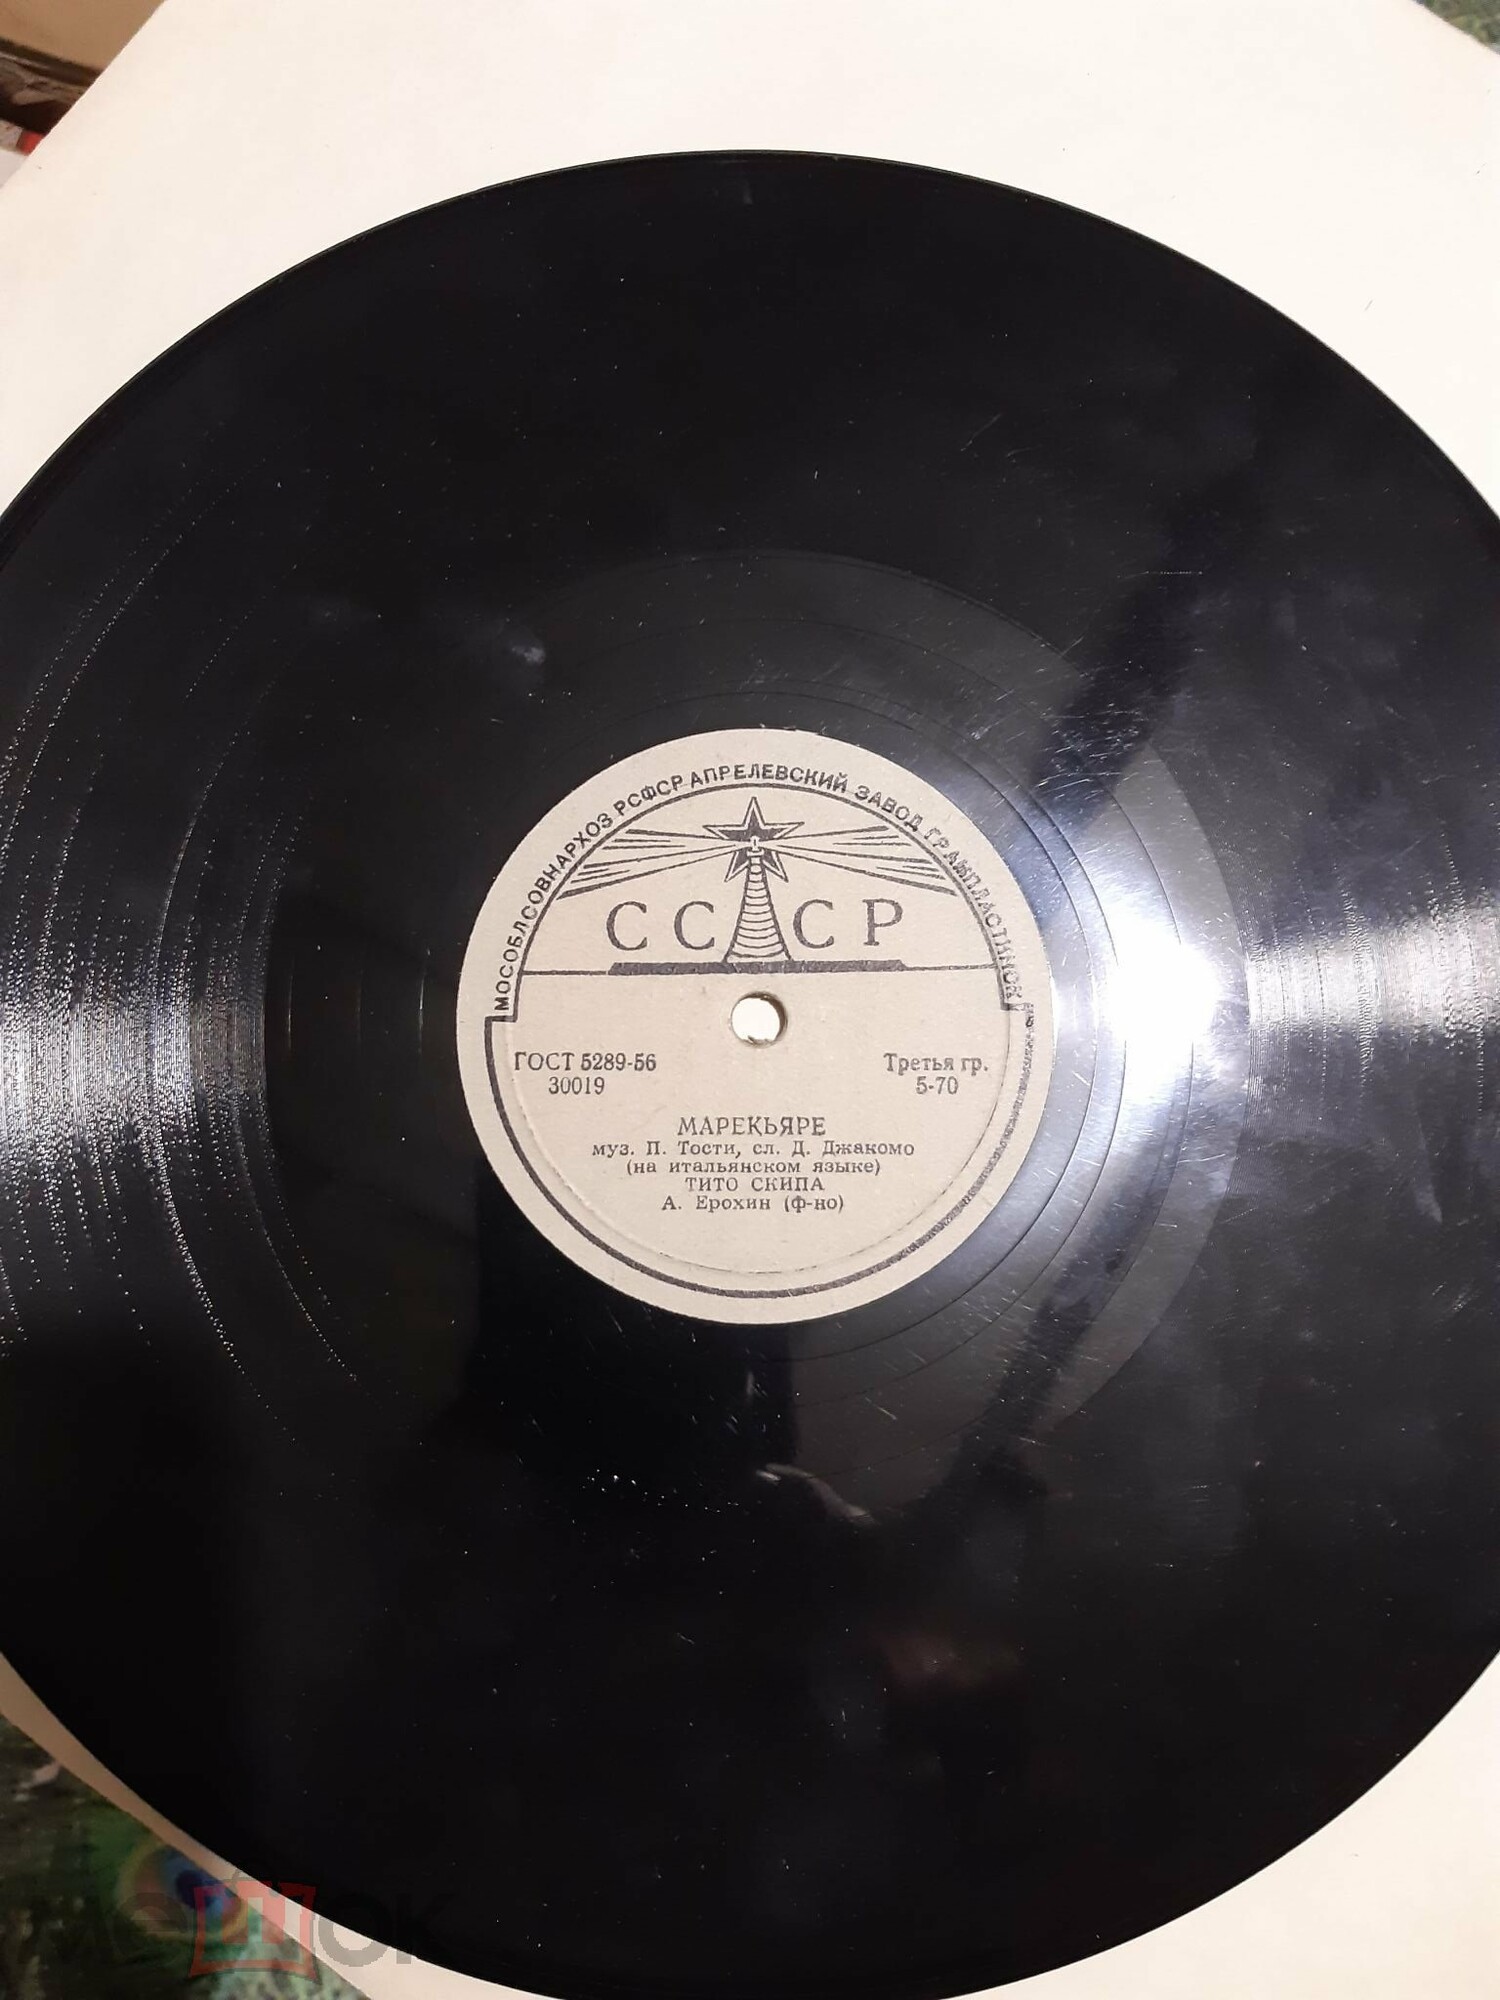 МОСОБЛСОВНАРХОЗ РСФСР АПРЕЛЕВСКИЙ ЗАВОД ГРАМПЛАСТИНОК
СССР
ГОСТ 5289-56
30019
Третья гр.
5-70
МАРЕКЬЯРЕ
муз. П. Тости, сл. Д. Джакомо
(на итальянском языке)
ТИТО СКИПА
А. Ерохин (ф-но)
мешок